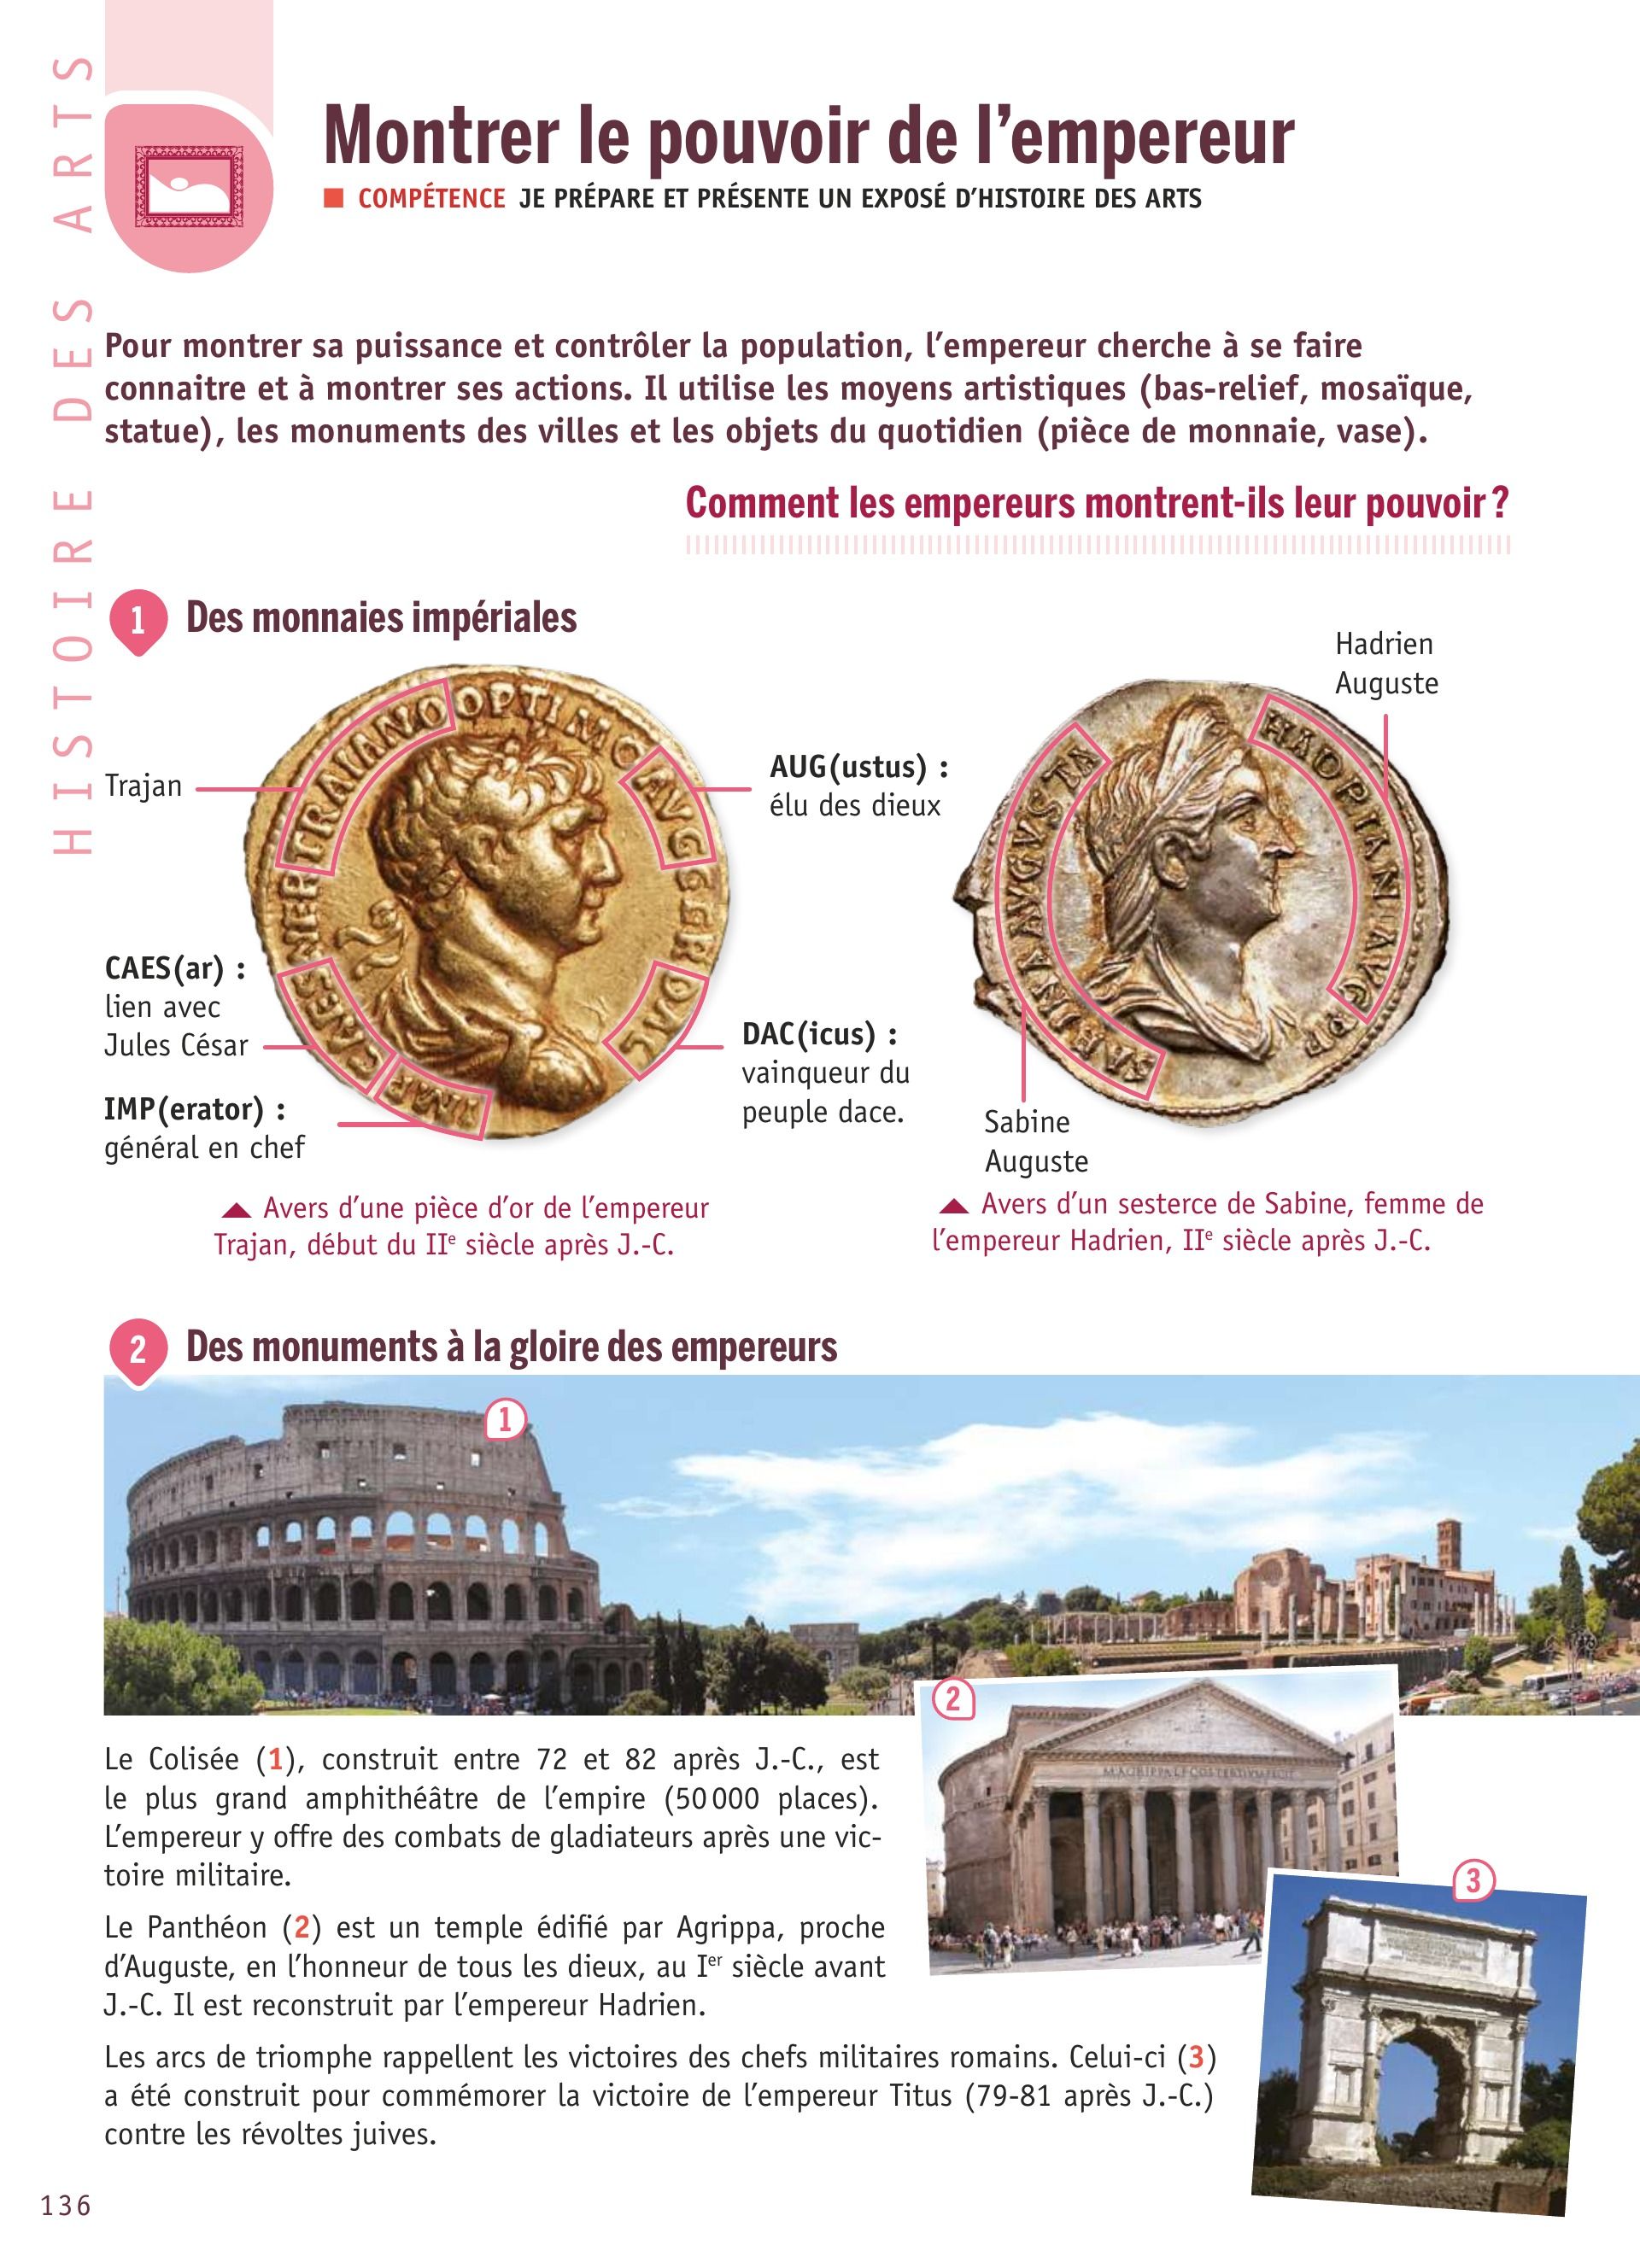 HISTOIRE DES ARTS
Montrer le pouvoir de l’empereur
COMPÉTENCE JE PRÉPARE ET PRÉSENTE UN EXPOSÉ D’HISTOIRE DES ARTS
Pour montrer sa puissance et contrôler la population, l’empereur cherche à se faire
connaitre et à montrer ses actions. Il utilise les moyens artistiques (bas-relief, mosaïque,
statue), les monuments des villes et les objets du quotidien (pièce de monnaie, vase).
Comment les empereurs montrent-ils leur pouvoir ?
1 Des monnaies impériales
Trajan
CAES(ar) :
lien avec
Jules César
IMP(erator) :
général en chef
IMP CAES NER TRAIANO OPTIMO AVG GER DAC
AUG(ustus) :
élu des dieux
DAC(icus) :
vainqueur du
peuple dace.
▲ Avers d’une pièce d’or de l’empereur
Trajan, début du IIe siècle après J.-C.
Hadrien
Auguste
SABINA AVGVSTA
HADRIANI AVG PP
Sabine
Auguste
▲ Avers d’un sesterce de Sabine, femme de
l’empereur Hadrien, IIe siècle après J.-C.
2 Des monuments à la gloire des empereurs
1
2
3
Le Colisée (1), construit entre 72 et 82 après J.-C., est
le plus grand amphithéâtre de l’empire (50 000 places).
L’empereur y offre des combats de gladiateurs après une vic-
toire militaire.
Le Panthéon (2) est un temple édifié par Agrippa, proche
d’Auguste, en l’honneur de tous les dieux, au Ier siècle avant
J.-C. Il est reconstruit par l’empereur Hadrien.
Les arcs de triomphe rappellent les victoires des chefs militaires romains. Celui-ci (3)
a été construit pour commémorer la victoire de l’empereur Titus (79-81 après J.-C.)
contre les révoltes juives.
136